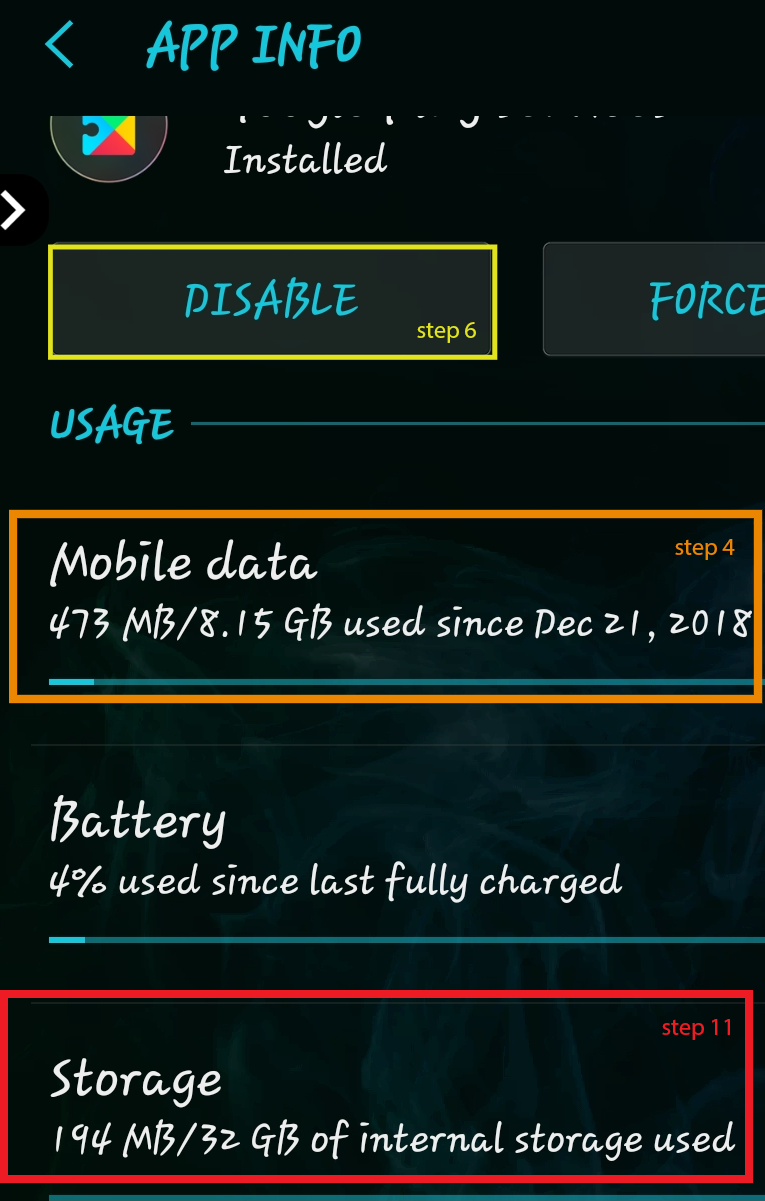 APP INFO
Installed
DISABLE
step 6
FORCE
USAGE
Mobile data
step 4
473 MB/8.15 GB used since Dec 21, 2018
Battery
4% used since last fully charged
step 11
Storage
194 MB/32 GB of internal storage used